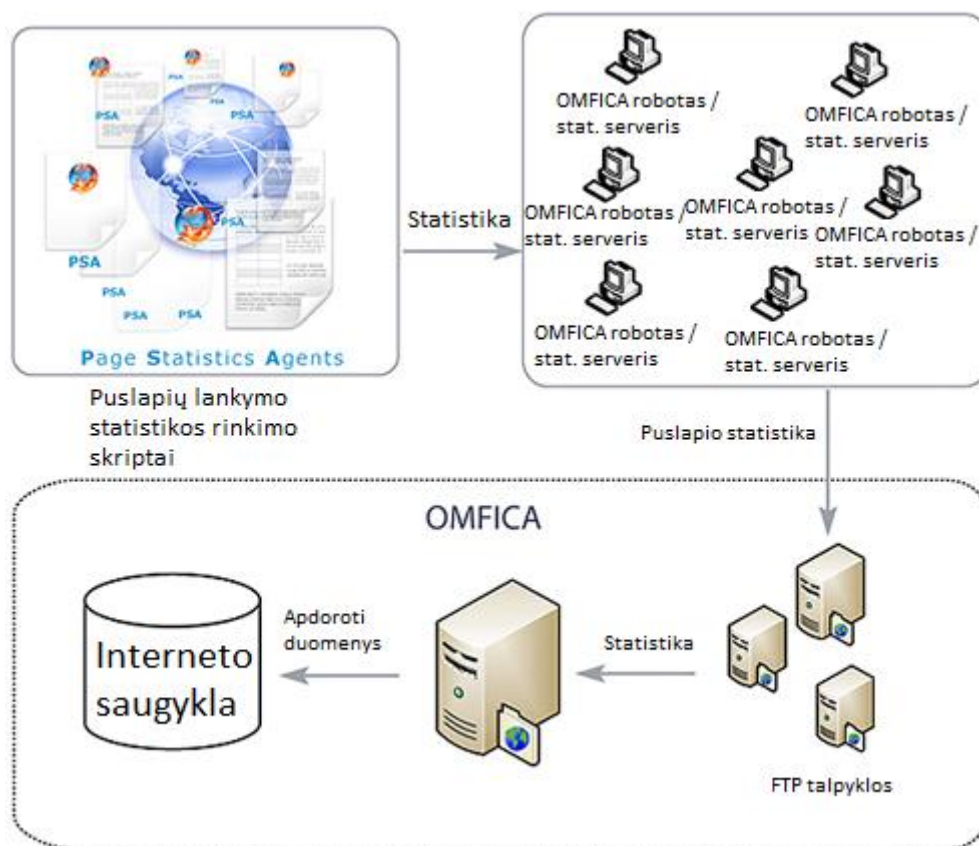 PSA
PSA
PSA
PSA
PSA
PSA
PSA
PSA
Page Statistics Agents
Puslapių lankymo
statistikos rinkimo
skriptai
Statistika
OMFICA robotas /
stat. serveris
OMFICA robotas /
stat. serveris
OMFICA robotas /
stat. serveris
OMFICA robotas /
stat. serveris
OMFICA robotas /
stat. serveris
OMFICA robotas /
stat. serveris
OMFICA robotas /
stat. serveris
Puslapio statistika
OMFICA
Interneto
saugykla
Apdoroti
duomenys
Statistika
FTP talpyklos